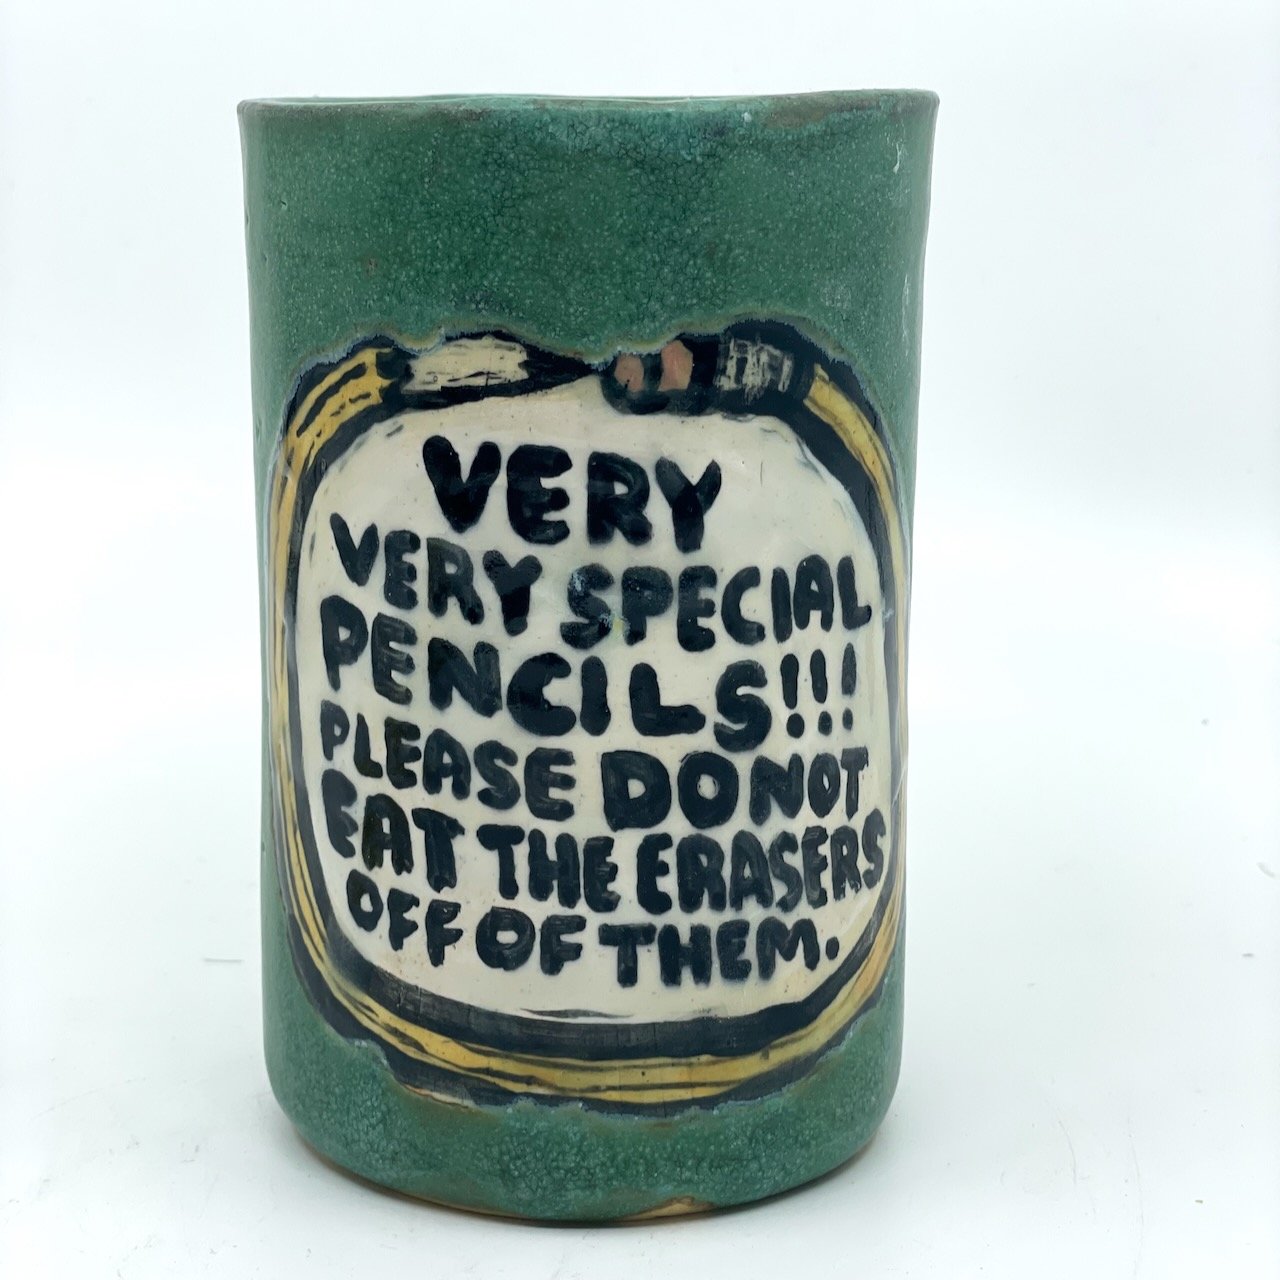 VERY
VERY SPECIAL
PENCILS!!!
PLEASE DO NOT
EAT THE ERASERS
OFF OF THEM.